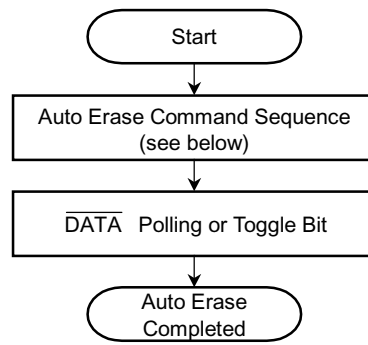 Start
Auto Erase Command Sequence
(see below)
DATA Polling or Toggle Bit
Auto Erase
Completed